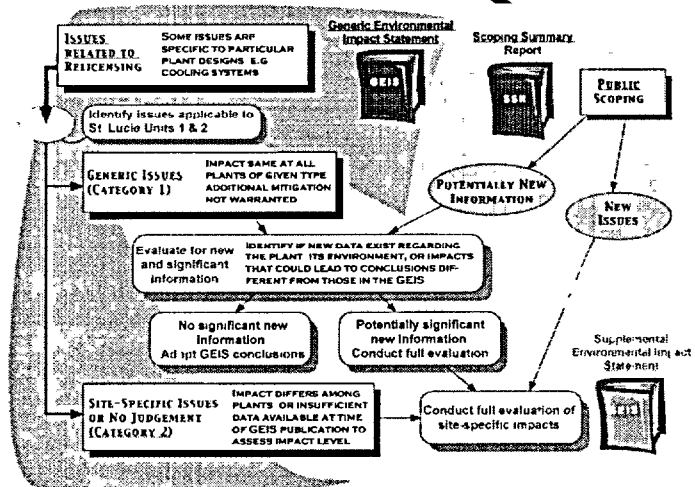 ISSUES
RELATED TO
RELICENSING
SOME ISSUES ARE
SPECIFIC TO PARTICULAR
PLANT DESIGNS E.G
COOLING SYSTEMS
Generic Environmental
Impact Statement
GEIS
Scoping Summary
Report
SSR
PUBLIC
SCOPING
Identify issues applicable to
St Lucie Units 1 & 2
GENERIC ISSUES
(CATEGORY 1)
IMPACT SAME AT ALL
PLANTS OF GIVEN TYPE
ADDITIONAL MITIGATION
NOT WARRANTED
POTENTIALLY NEW
INFORMATION
NEW
ISSUES
Evaluate for new
and significant
information
IDENTIFY IF NEW DATA EXIST REGARDING
THE PLANT ITS ENVIRONMENT, OR IMPACTS
THAT COULD LEAD TO CONCLUSIONS DIF-
FERENT FROM THOSE IN THE GEIS
No significant new
Information
Adopt GEIS conclusions
Potentially significant
new Information
Conduct full evaluation
Supplemental
Environmental Impact
Statement
SITE-SPECIFIC ISSUES
OR NO JUDGEMENT
(CATEGORY 2)
IMPACT DIFFERS AMONG
PLANTS OR INSUFFICIENT
DATA AVAILABLE AT TIME
OF GEIS PUBLICATION TO
ASSESS IMPACT LEVEL
Conduct full evaluation of
site-specific impacts